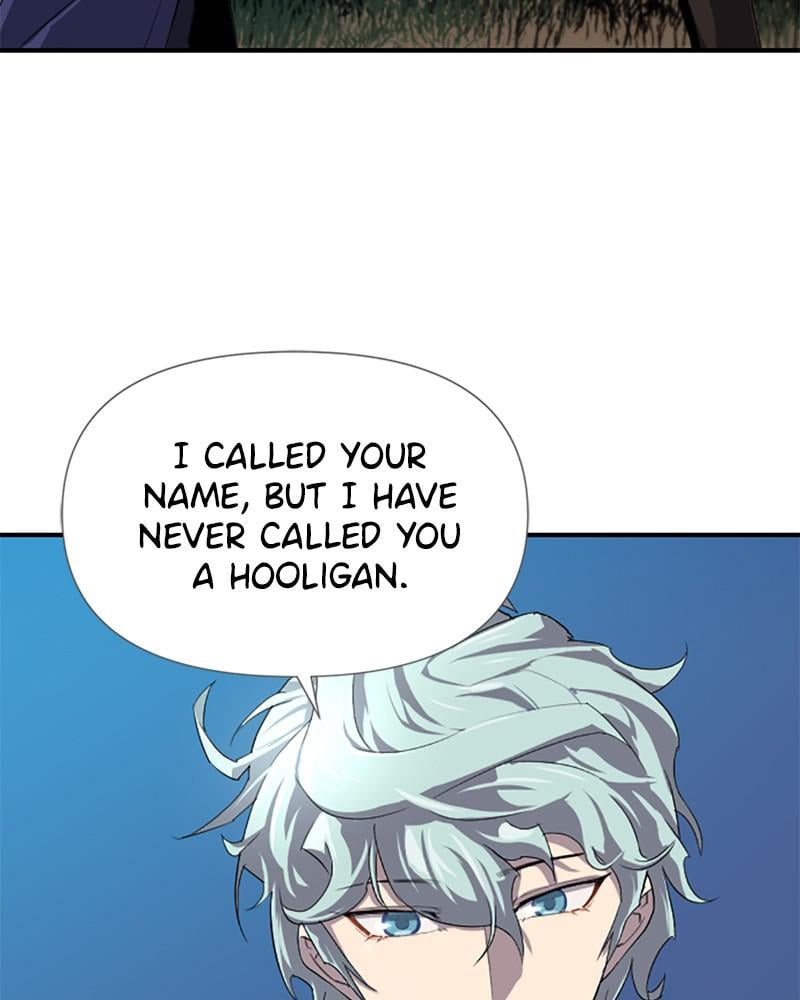 I CALLED YOUR
NAME, BUT I HAVE
NEVER CALLED YOU
A HOOLIGAN.